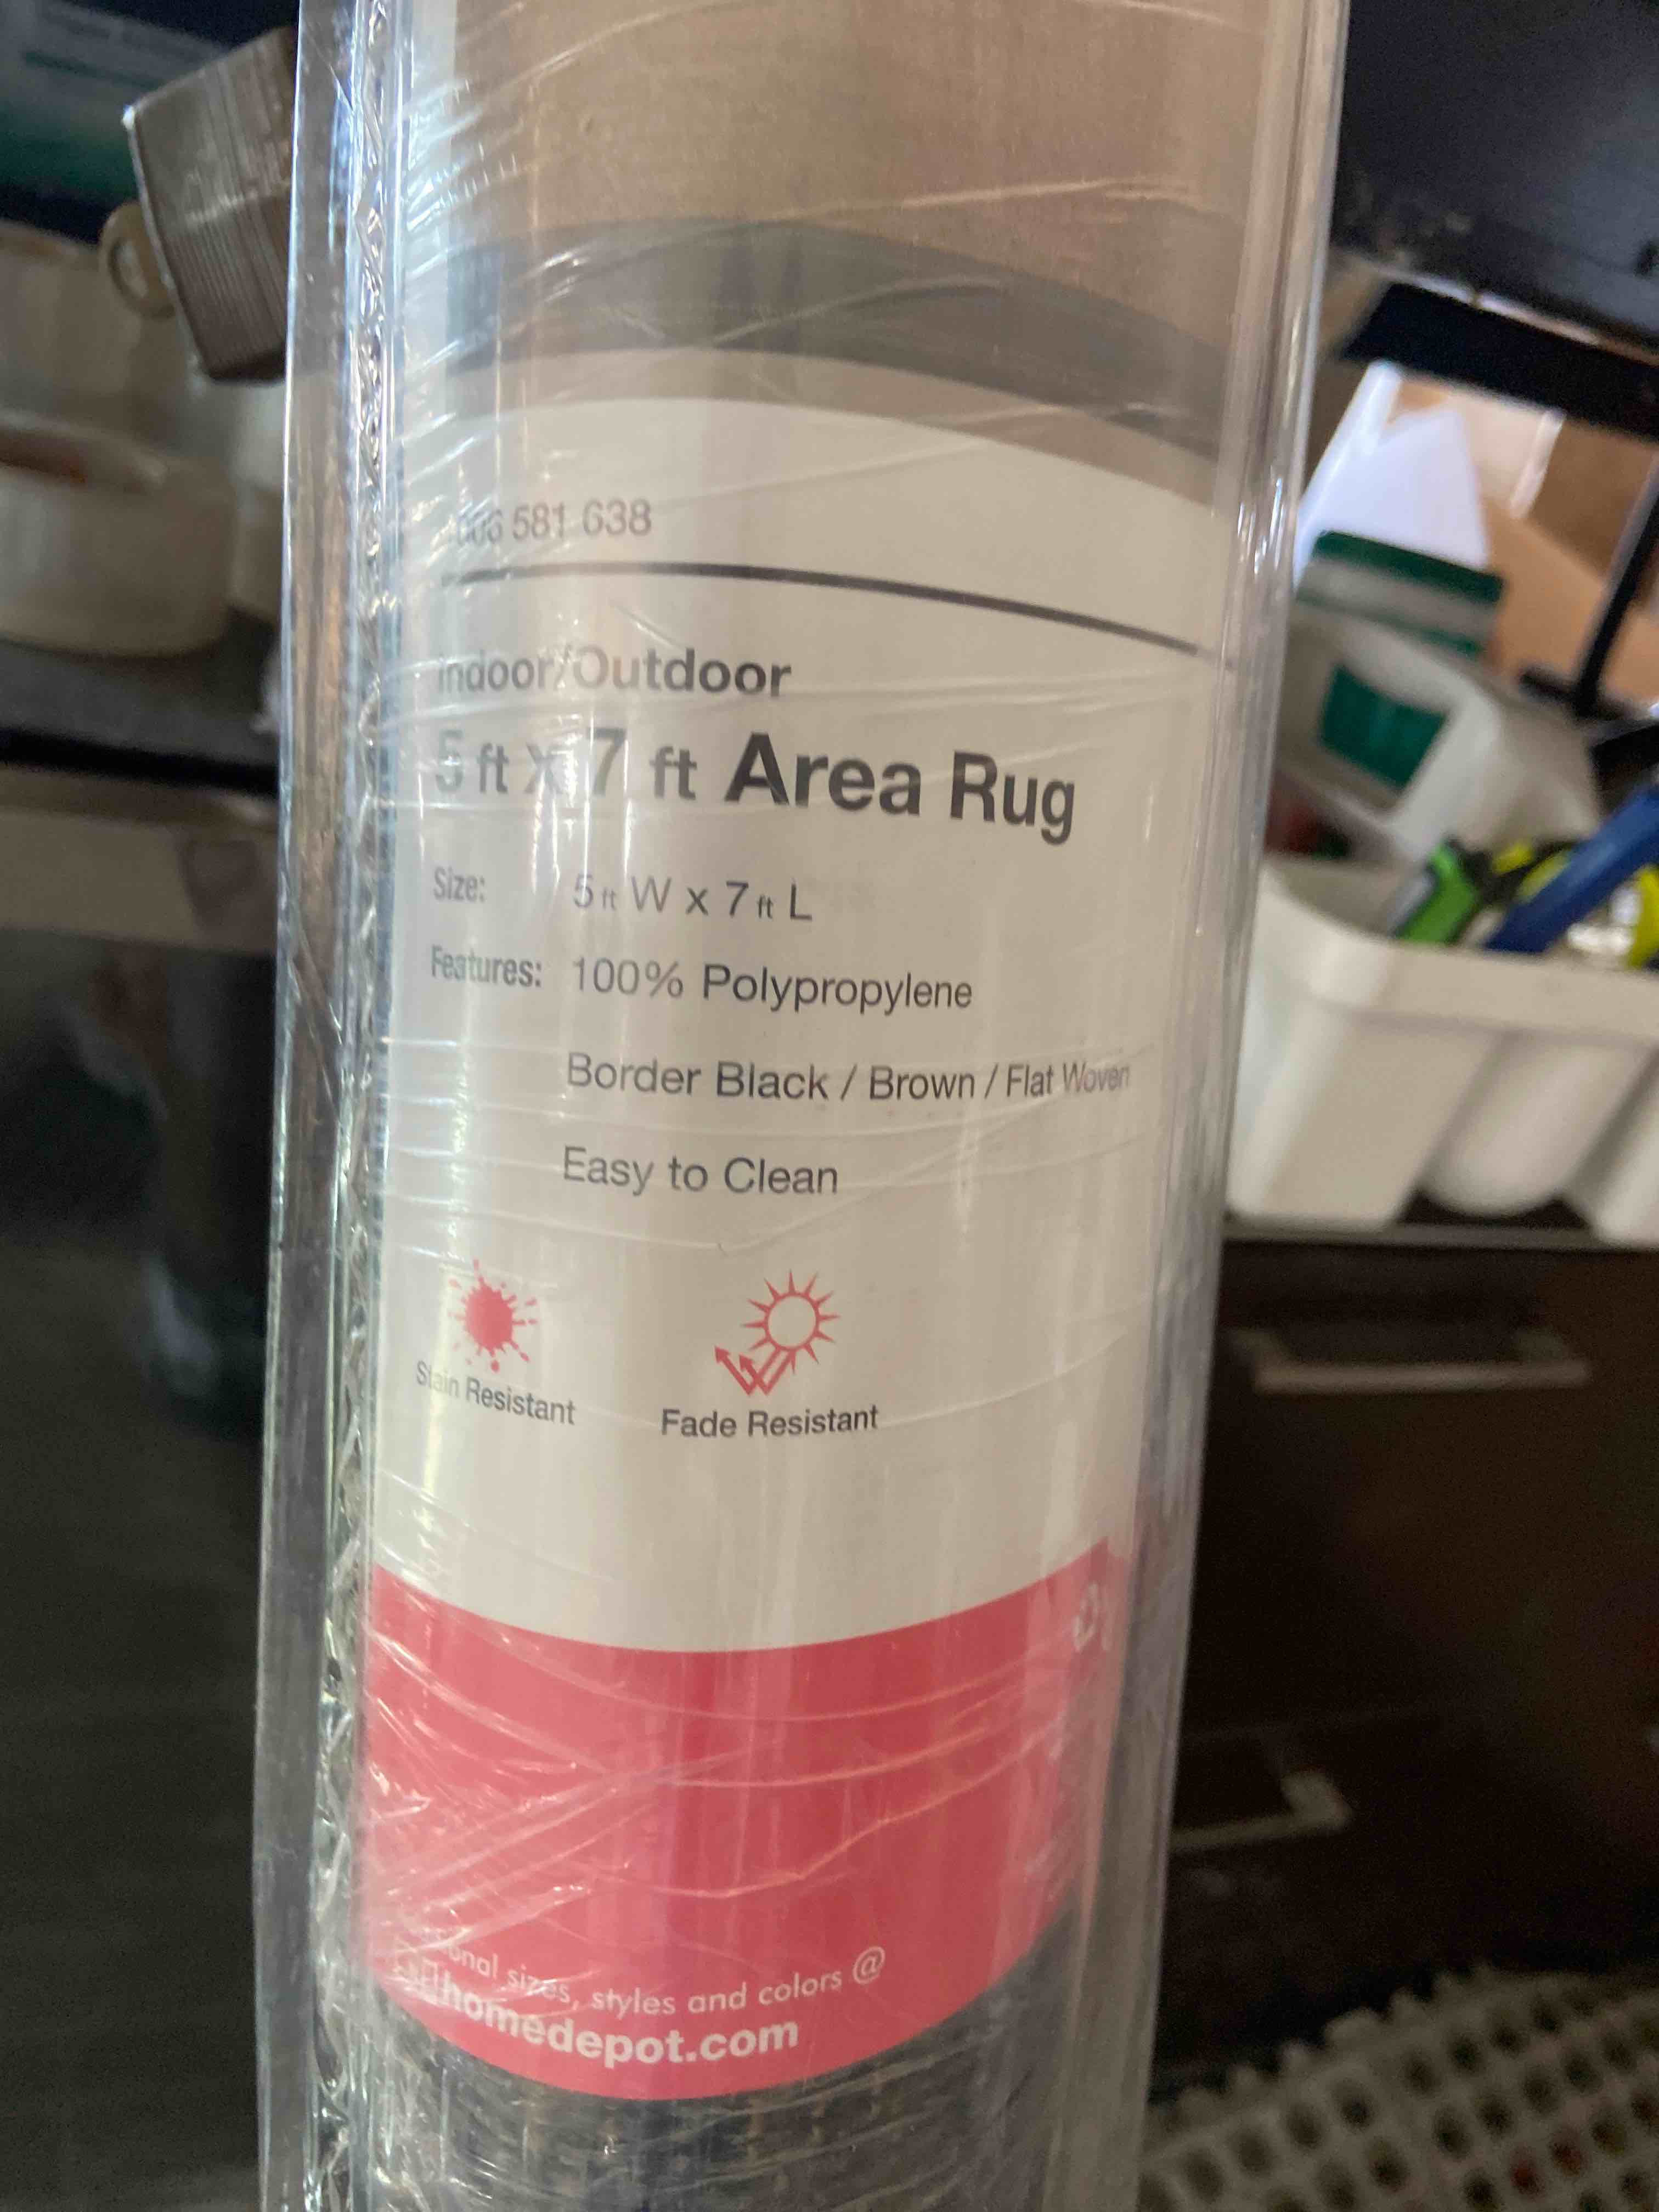 581 638
Indoor/Outdoor
5 ft x 7 ft Area Rug
Size: 5 ft W x 7 ft L
Features: 100% Polypropylene
Border Black / Brown / Flat Woven
Easy to Clean
Stain Resistant
Fade Resistant
sizes, styles and colors @
homedepot.com